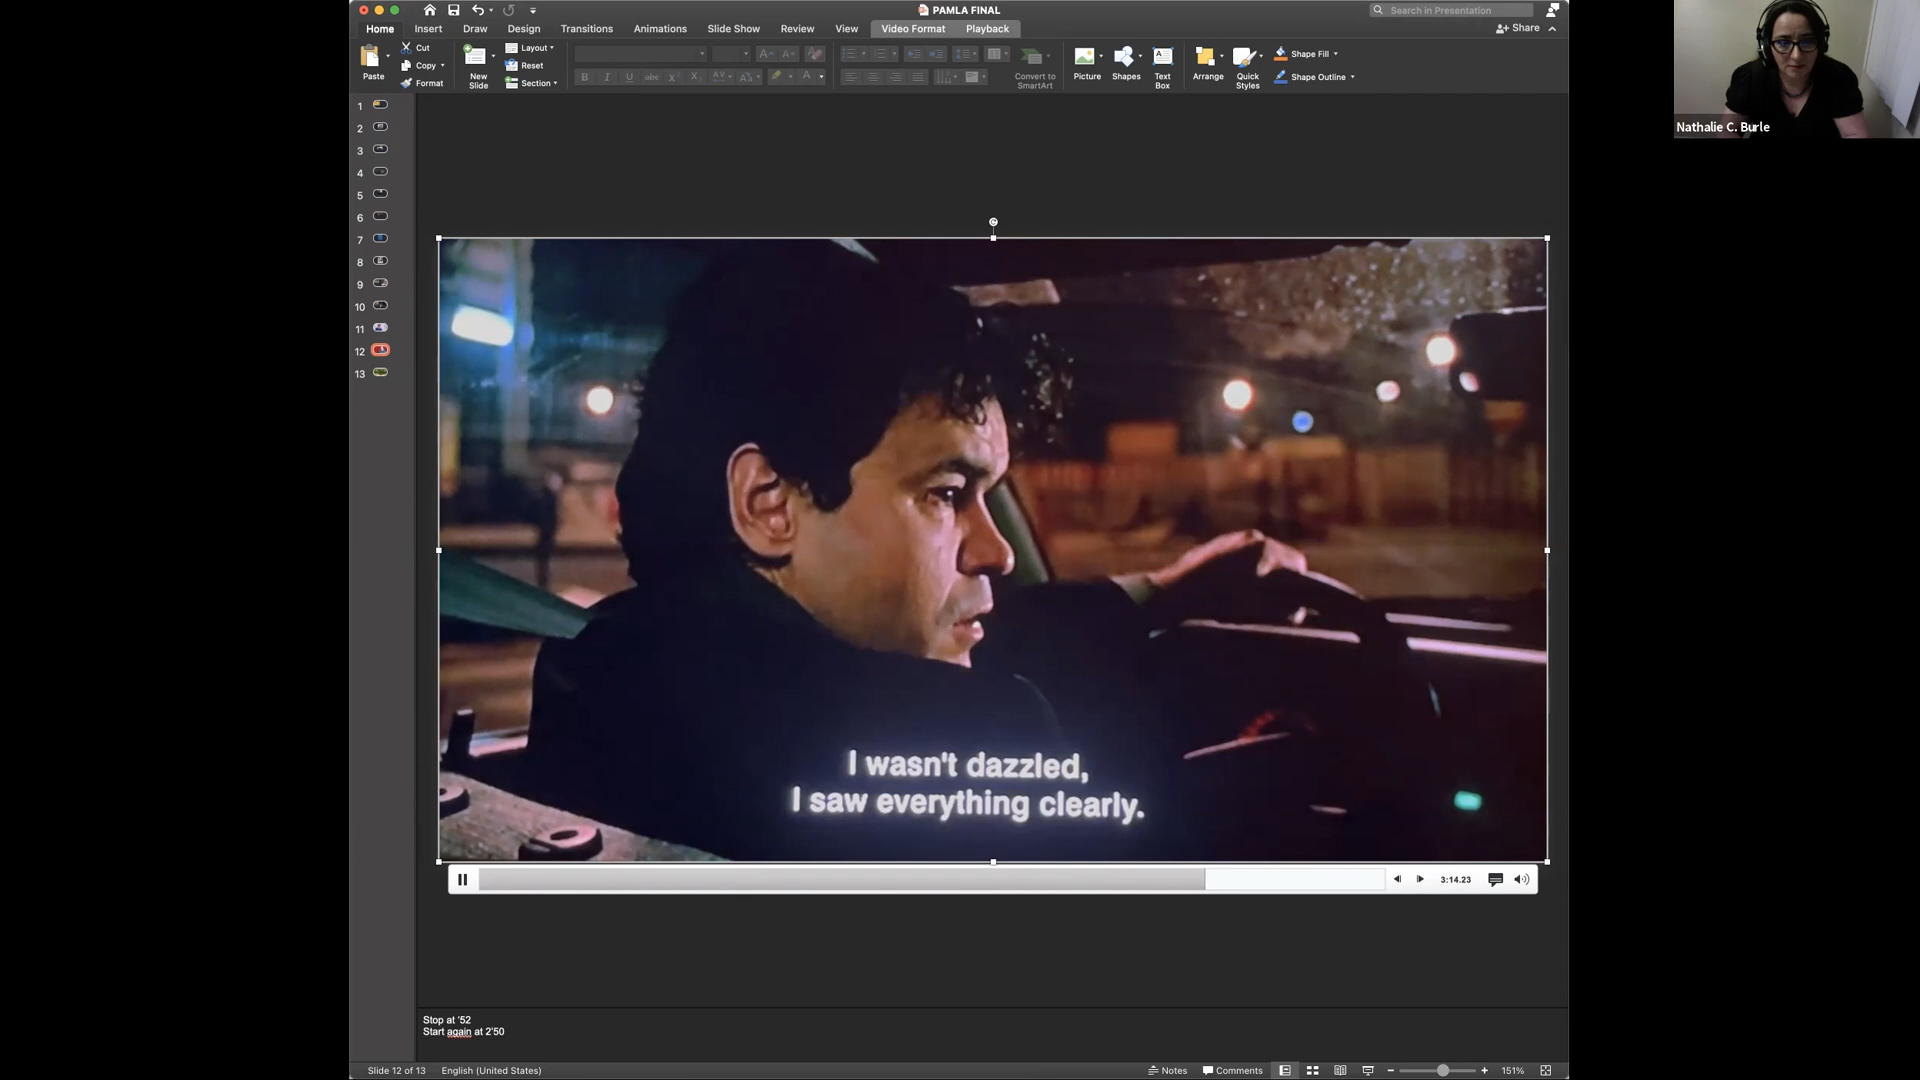 PAMLA FINAL
Search in Presentation
Home Insert Draw Design Transitions Animations Slide Show Review View Video Format Playback
Share
Paste
Cut
Copy
Format
New Slide
Layout
Reset
Section
Convert to SmartArt
Picture
Shapes
Text Box
Arrange
Quick Styles
Shape Fill
Shape Outline
1
2
3
4
5
6
7
8
9
10
11
12
13
I wasn't dazzled,
I saw everything clearly.
3:14.23
Stop at '52
Start again at 2'50
Slide 12 of 13 English (United States) Notes Comments 151%
Nathalie C. Burle